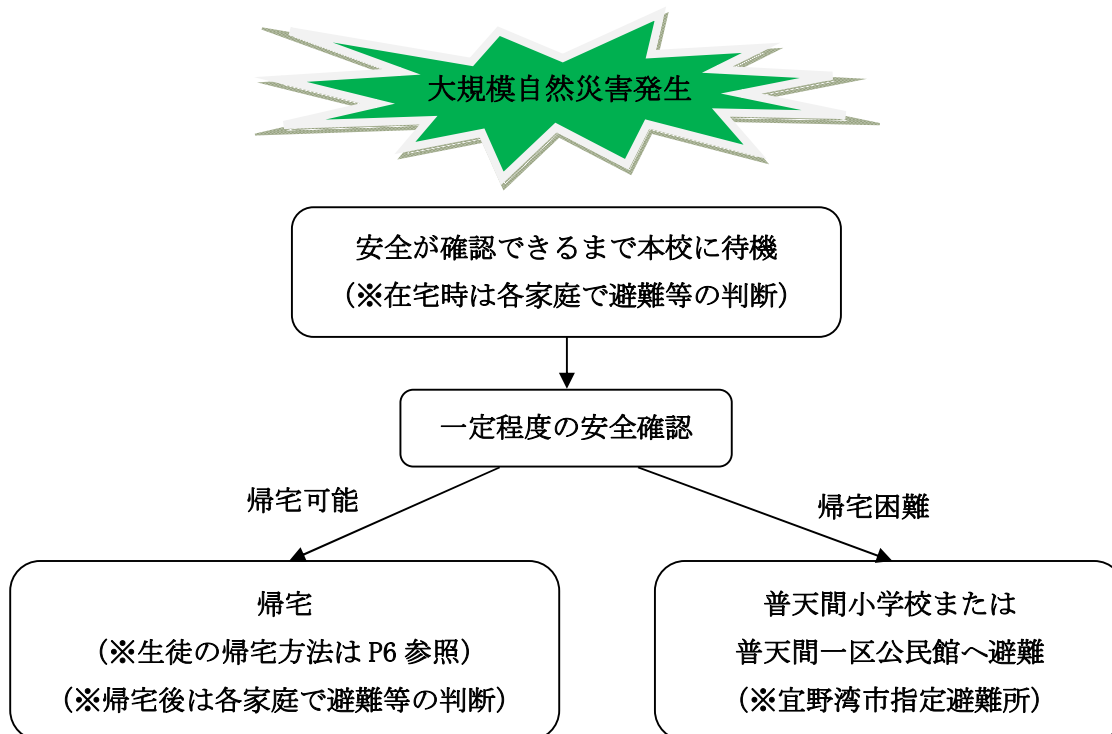 大規模自然災害発生
安全が確認できるまで本校に待機
（※在宅時は各家庭で避難等の判断）
一定程度の安全確認
帰宅可能
帰宅困難
帰宅
（※生徒の帰宅方法は P6 参照）
（※帰宅後は各家庭で避難等の判断）
普天間小学校または
普天間一区公民館へ避難
（※宜野湾市指定避難所）